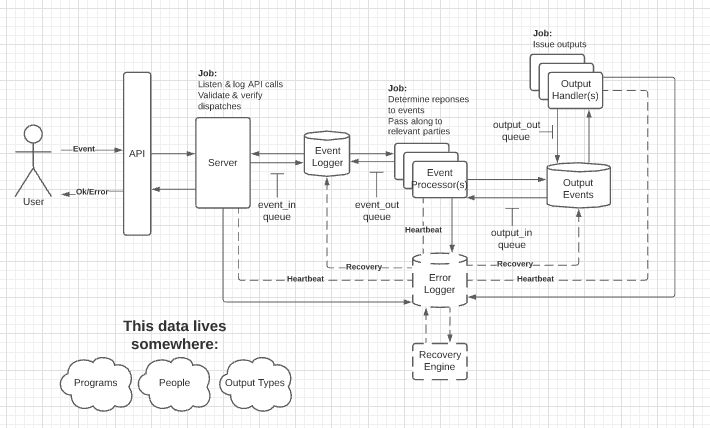 Job:
Issue outputs
Job:
Listen & log API calls
Validate & verify
dispatches
Job:
Determine reponses
to events
Pass along to
relevant parties
Output
Handler(s)
output_out
queue
Event
API
Server
Event
Logger
Event
Processor(s)
Output
Events
Ok/Error
User
event_in
queue
event_out
queue
output_in
queue
Heartbeat
Recovery
Recovery
Heartbeat
Heartbeat
Error
Logger
This data lives
somewhere:
Recovery
Engine
Programs
People
Output Types